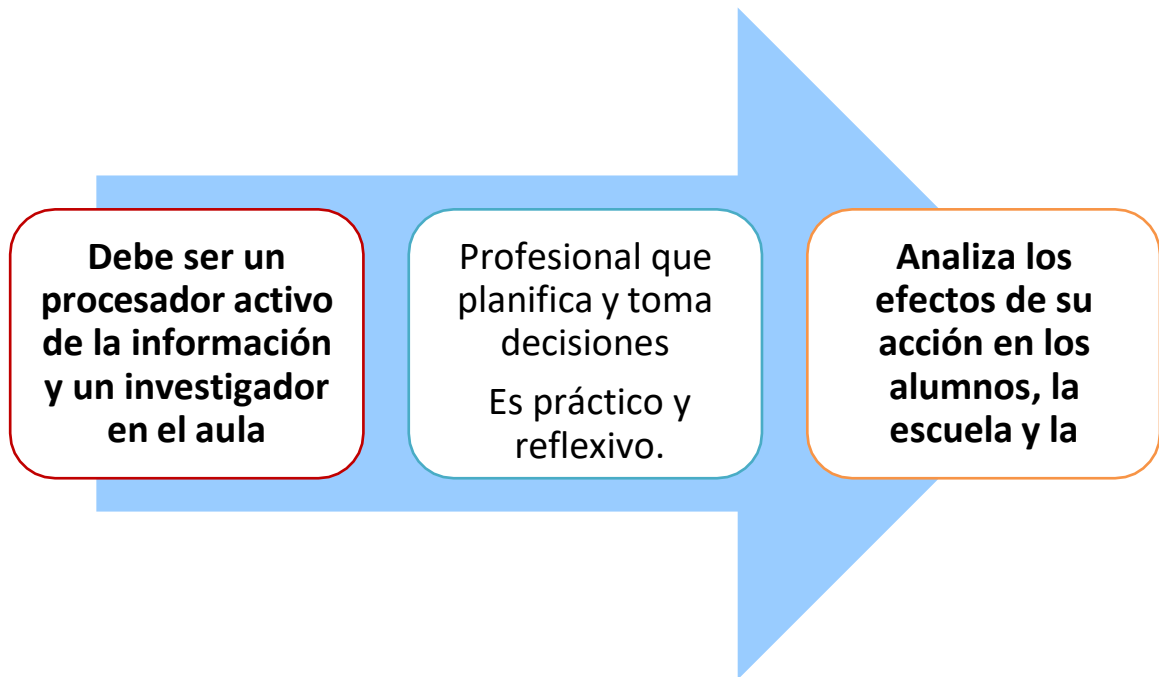 Debe ser un
procesador activo
de la información
y un investigador
en el aula
Profesional que
planifica y toma
decisiones
Es práctico y
reflexivo.
Analiza los
efectos de su
acción en los
alumnos, la
escuela y la